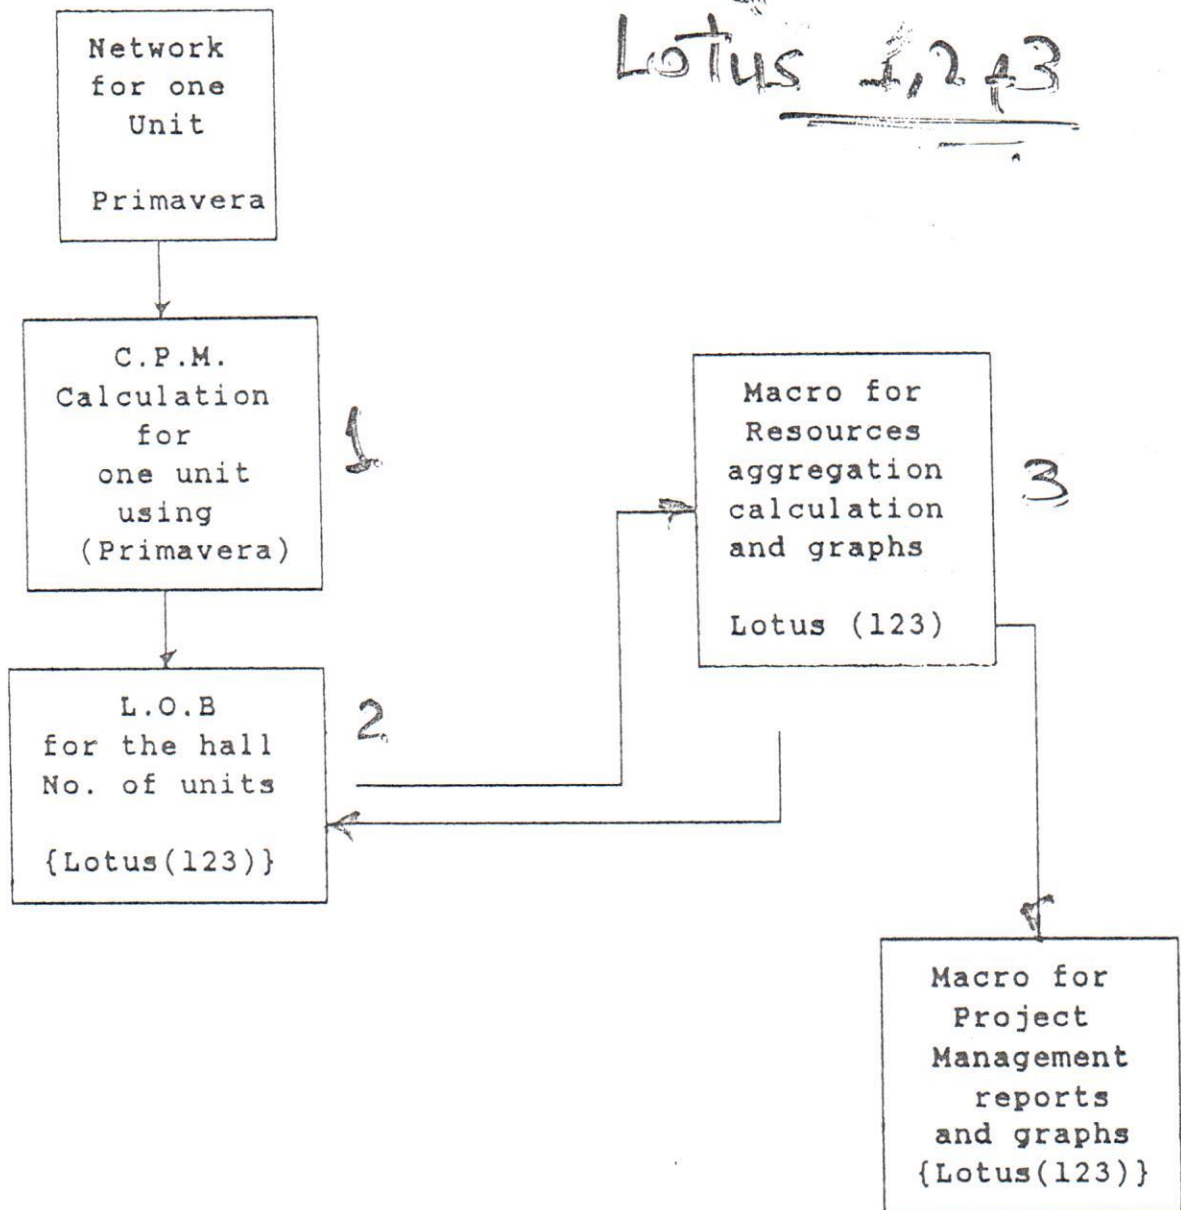 Lotus 1,2,3
Network
for one
Unit
Primavera
C.P.M.
Calculation
for
one unit
using
(Primavera)
1
L.O.B
for the hall
No. of units
{Lotus(123)}
2
Macro for
Resources
aggregation
calculation
and graphs
Lotus (123)
3
Macro for
Project
Management
reports
and graphs
{Lotus(123)}